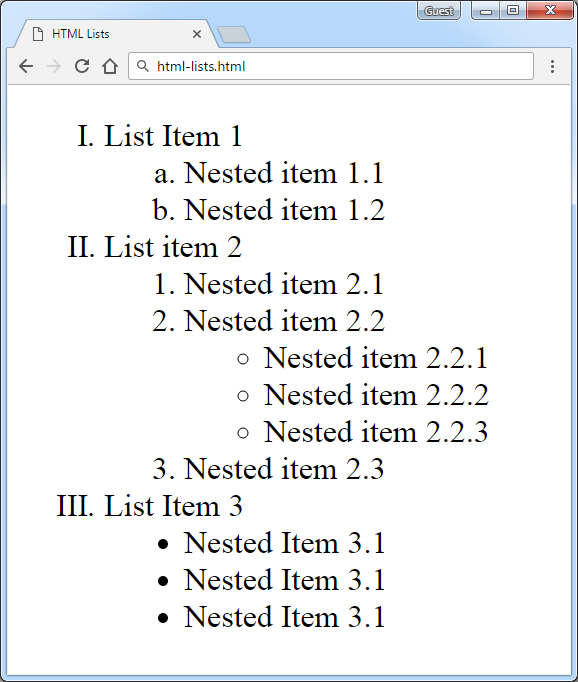 Guest
HTML Lists
html-lists.html
I. List Item 1
a. Nested item 1.1
b. Nested item 1.2
II. List item 2
1. Nested item 2.1
2. Nested item 2.2
Nested item 2.2.1
Nested item 2.2.2
Nested item 2.2.3
3. Nested item 2.3
III. List Item 3
Nested Item 3.1
Nested Item 3.1
Nested Item 3.1